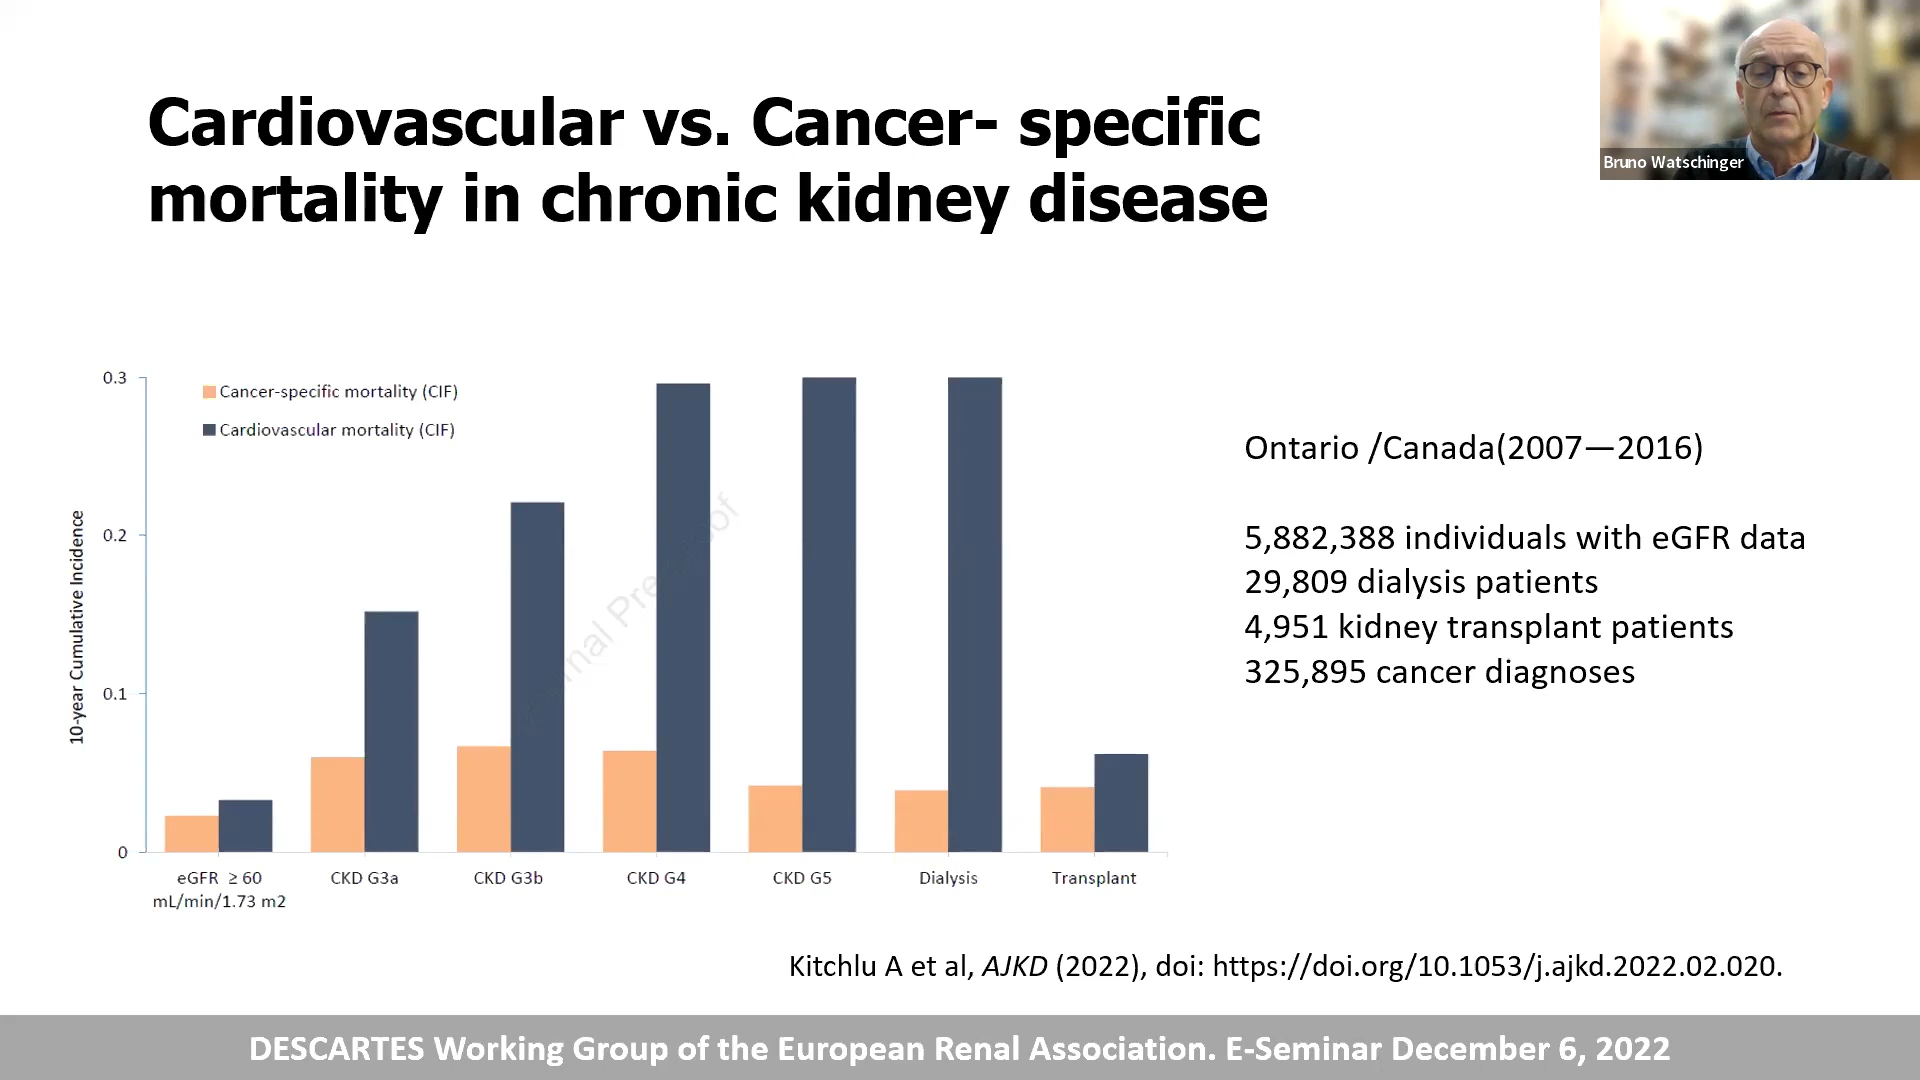 Cardiovascular vs. Cancer- specific
mortality in chronic kidney disease
Bruno Watschinger
0.3
0.2
0.1
0
10-year Cumulative Incidence
Cancer-specific mortality (CIF)
Cardiovascular mortality (CIF)
eGFR ≥ 60
mL/min/1.73 m2
CKD G3a
CKD G3b
CKD G4
CKD G5
Dialysis
Transplant
Ontario /Canada(2007—2016)
5,882,388 individuals with eGFR data
29,809 dialysis patients
4,951 kidney transplant patients
325,895 cancer diagnoses
Kitchlu A et al, AJKD (2022), doi: https://doi.org/10.1053/j.ajkd.2022.02.020.
DESCARTES Working Group of the European Renal Association. E-Seminar December 6, 2022